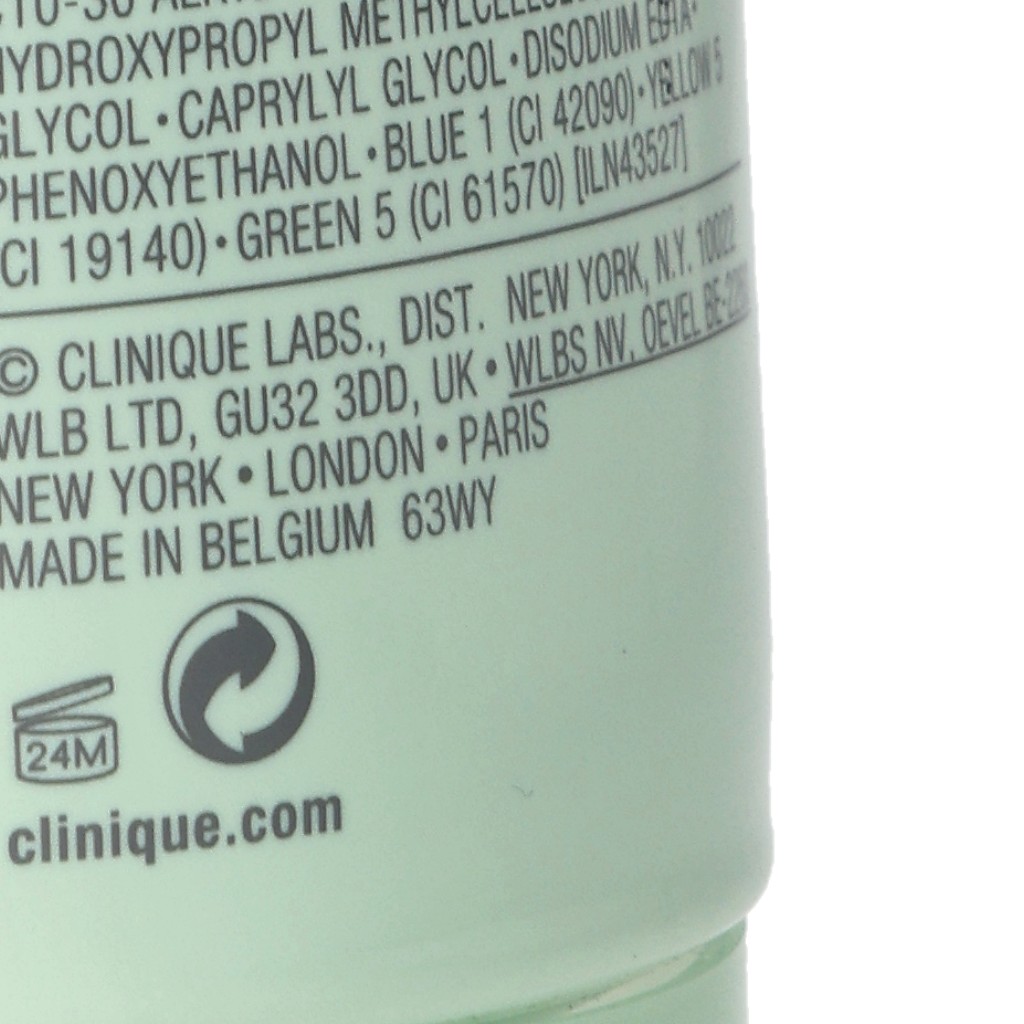 HYDROXYPROPYL
GLYCOL • CAPRYLYL GLYCOL • DISODIUM EDTA •
PHENOXYETHANOL • BLUE 1 (CI 42090) • YELLOW 5
(CI 19140) • GREEN 5 (CI 61570) [ILN43527]
© CLINIQUE LABS., DIST. NEW YORK, N.Y. 10022
WLB LTD, GU32 3DD, UK • WLBS NV, OEVEL
NEW YORK • LONDON • PARIS
MADE IN BELGIUM 63WY
24M
clinique.com